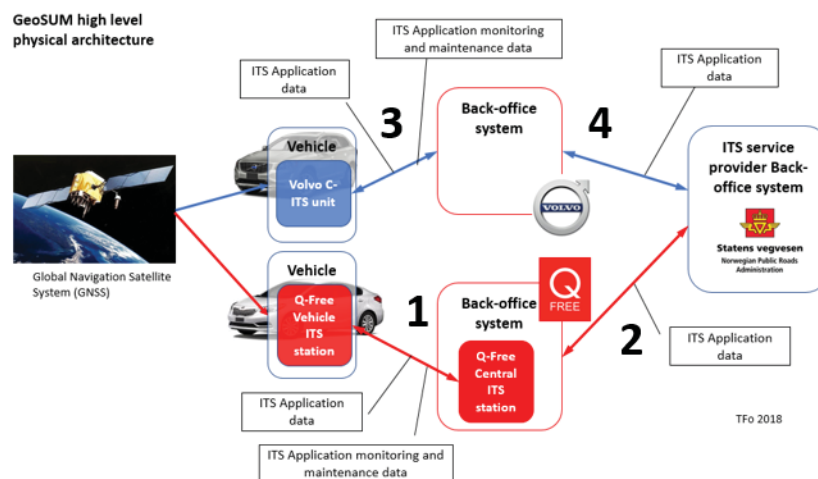 GeoSUM high level
physical architecture
ITS Application
data
ITS Application monitoring
and maintenance data
ITS Application
data
3
4
Vehicle
Volvo C-
ITS unit
Back-office
system
VOLVO
ITS service
provider Back-
office system
Statens vegvesen
Norwegian Public Roads
Administration
Global Navigation Satellite
System (GNSS)
Vehicle
Q-Free
Vehicle
ITS
station
1
Back-office
system
Q
FREE
Q-Free
Central
ITS
station
2
ITS Application
data
ITS Application
data
ITS Application monitoring and
maintenance data
TFo 2018